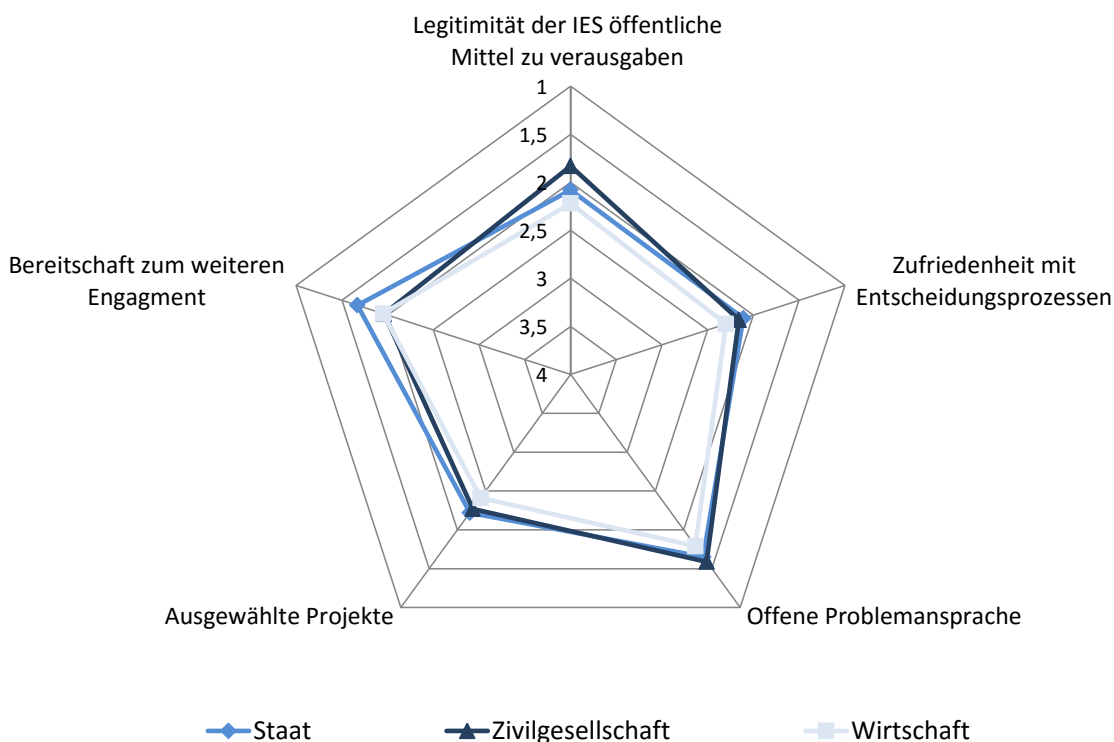 Legitimität der IES öffentliche
Mittel zu verausgaben
1
1,5
2
2,5
3
3,5
4
Zufriedenheit mit
Entscheidungsprozessen
Bereitschaft zum weiteren
Engagment
Offene Problemansprache
Ausgewählte Projekte
Staat
Zivilgesellschaft
Wirtschaft